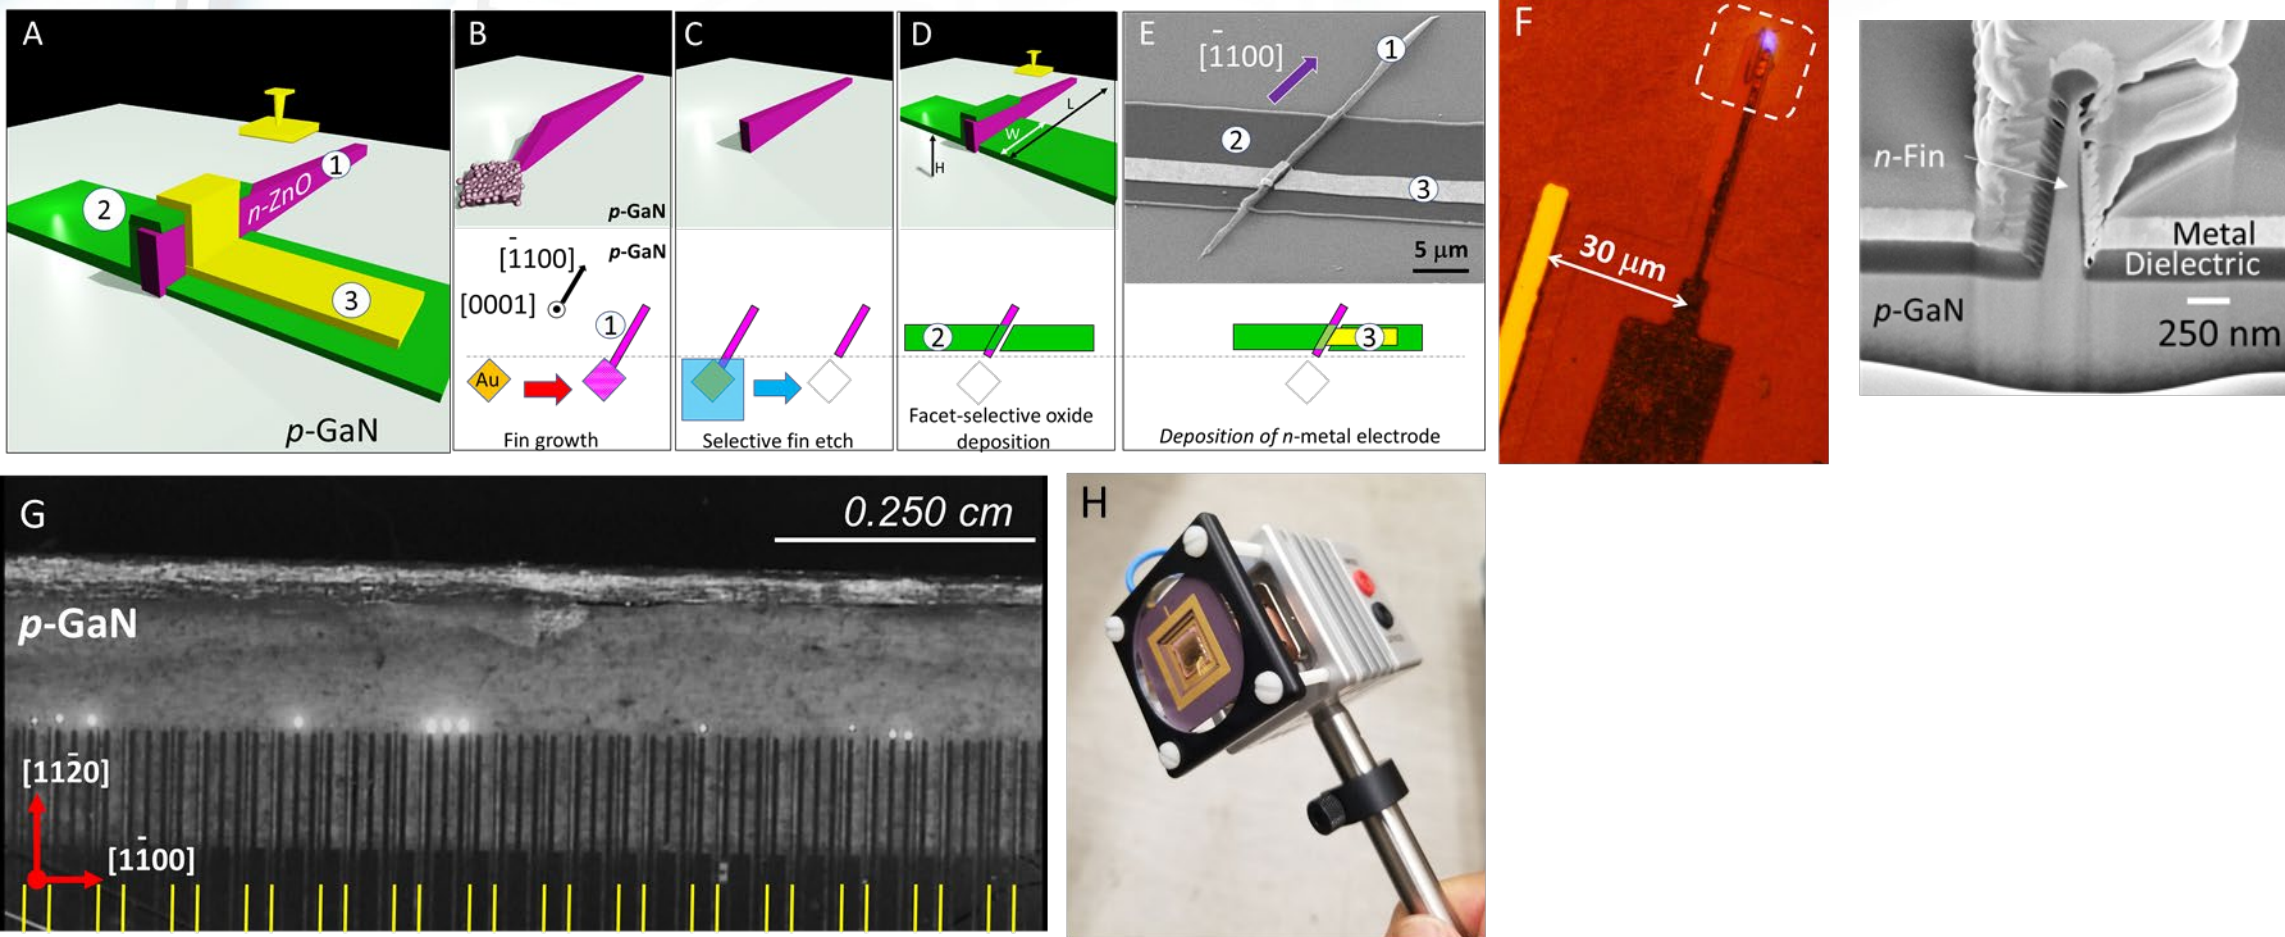 A
1
n-ZnO
2
3
p-GaN
B
p-GaN
p-GaN
[1̄100]
[0001]
1
Au
Fin growth
C
Selective fin etch
D
L
W
H
2
Facet-selective oxide
deposition
E
[1̄100]
1
2
3
5 µm
3
Deposition of n-metal electrode
F
30 µm
n-Fin
Metal
Dielectric
p-GaN
250 nm
G
0.250 cm
p-GaN
[112̄0]
[11̄00]
H